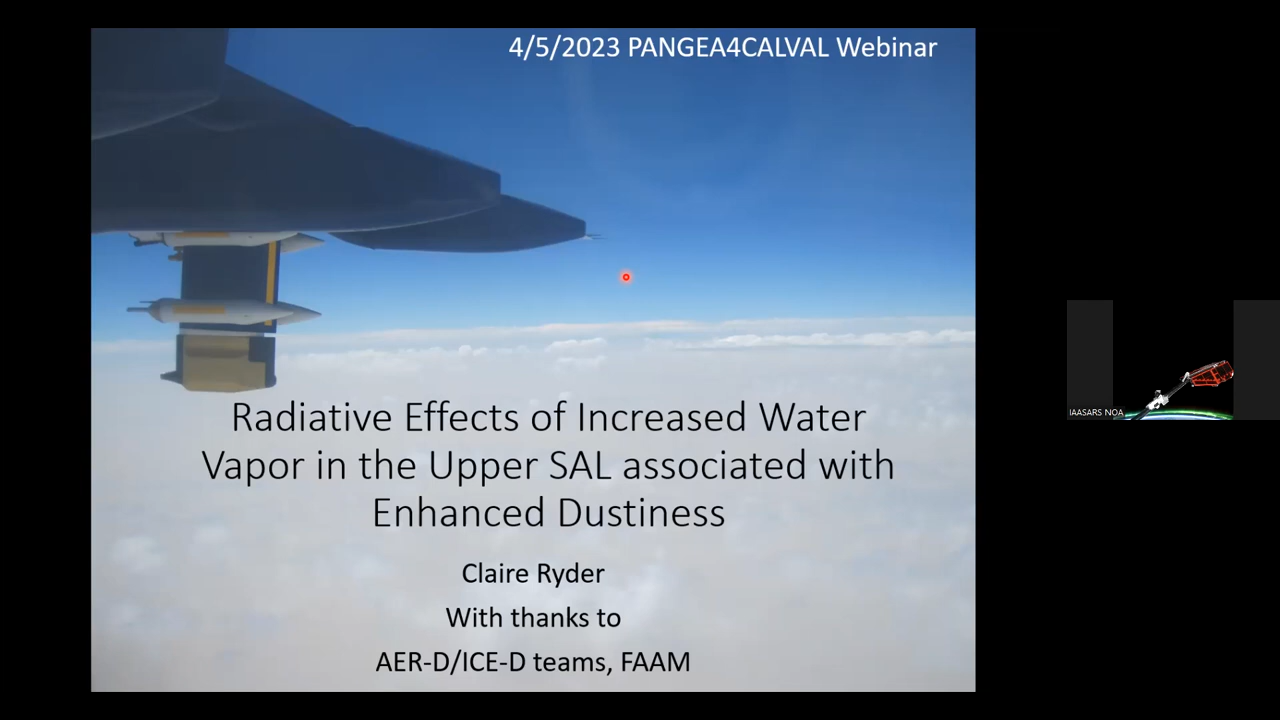 4/5/2023 PANGEA4CALVAL Webinar
Radiative Effects of Increased Water
Vapor in the Upper SAL associated with
Enhanced Dustiness
Claire Ryder
With thanks to
AER-D/ICE-D teams, FAAM
IAASARS NOA